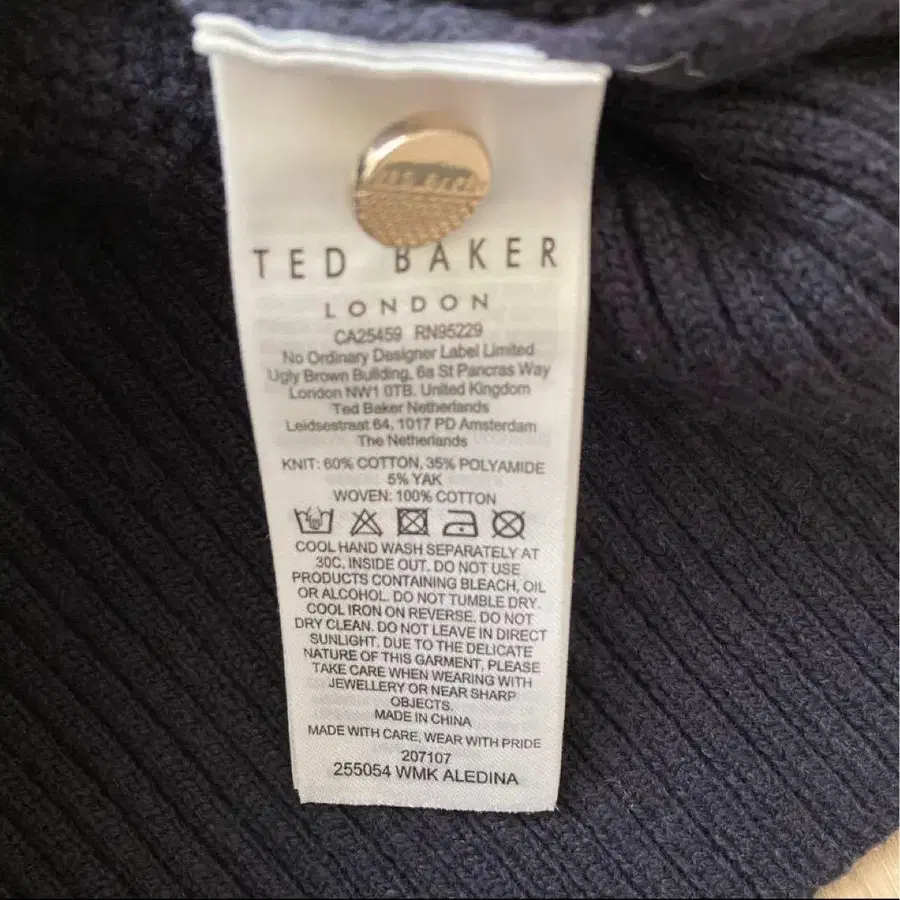 TED BAKER
LONDON
CA25459 RN95229
No Ordinary Designer Label Limited
Ugly Brown Building, 6a St Pancras Way
London NW1 0TB. United Kingdom
Ted Baker Netherlands
Leidsestraat 64, 1017 PD Amsterdam
The Netherlands
KNIT: 60% COTTON, 35% POLYAMIDE
5% YAK
WOVEN: 100% COTTON
COOL HAND WASH SEPARATELY AT
30C, INSIDE OUT. DO NOT USE
PRODUCTS CONTAINING BLEACH, OIL
OR ALCOHOL. DO NOT TUMBLE DRY.
COOL IRON ON REVERSE. DO NOT
DRY CLEAN. DO NOT LEAVE IN DIRECT
SUNLIGHT. DUE TO THE DELICATE
NATURE OF THIS GARMENT, PLEASE
TAKE CARE WHEN WEARING WITH
JEWELLERY OR NEAR SHARP
OBJECTS.
MADE IN CHINA
MADE WITH CARE, WEAR WITH PRIDE
207107
255054 WMK ALEDINA